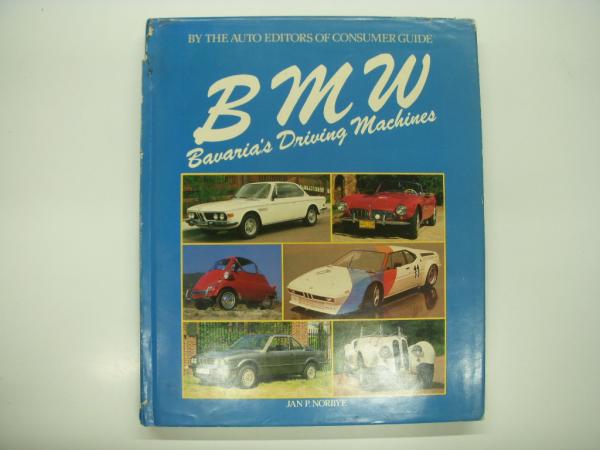 BY THE AUTO EDITORS OF CONSUMER GUIDE
BMW
Bavaria's Driving Machines
11
JAN P. NORBYE